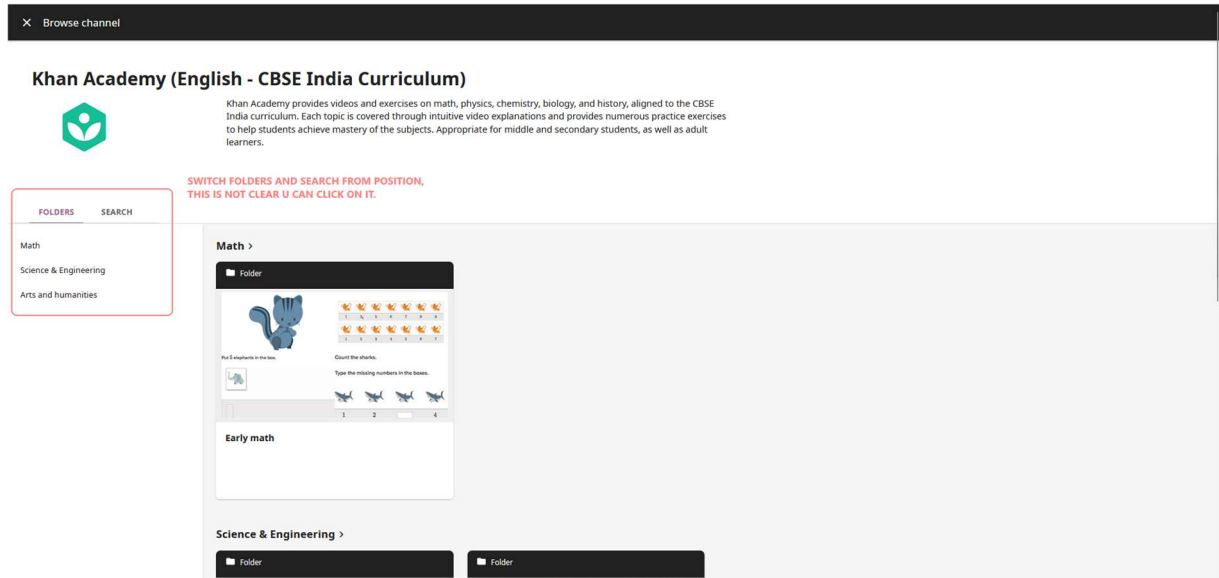 Browse channel
Khan Academy (English - CBSE India Curriculum)
Khan Academy provides videos and exercises on math, physics, chemistry, biology, and history, aligned to the CBSE
India curriculum. Each topic is covered through intuitive video explanations and provides numerous practice exercises
to help students achieve mastery of the subjects. Appropriate for middle and secondary students, as well as adult
learners.
SWITCH FOLDERS AND SEARCH FROM POSITION,
THIS IS NOT CLEAR U CAN CLICK ON IT.
FOLDERS SEARCH
Math
Science & Engineering
Arts and humanities
Math >
Folder
Put 5 elephants in the box.
Count the sharks.
Type the missing numbers in the boxes.
1 2 4
Early math
Science & Engineering >
Folder
Folder